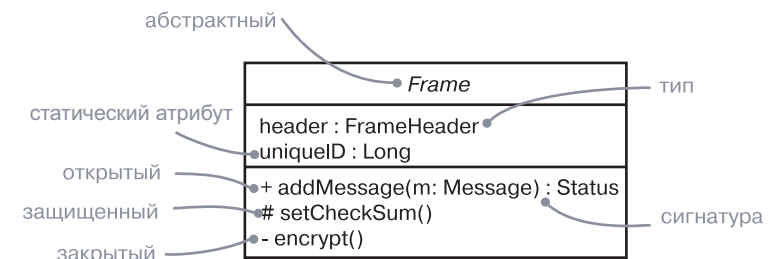 абстрактный
Frame
тип
статический атрибут
header : FrameHeader
uniqueID : Long
открытый
+ addMessage(m: Message) : Status
защищенный
# setCheckSum()
сигнатура
закрытый
- encrypt()